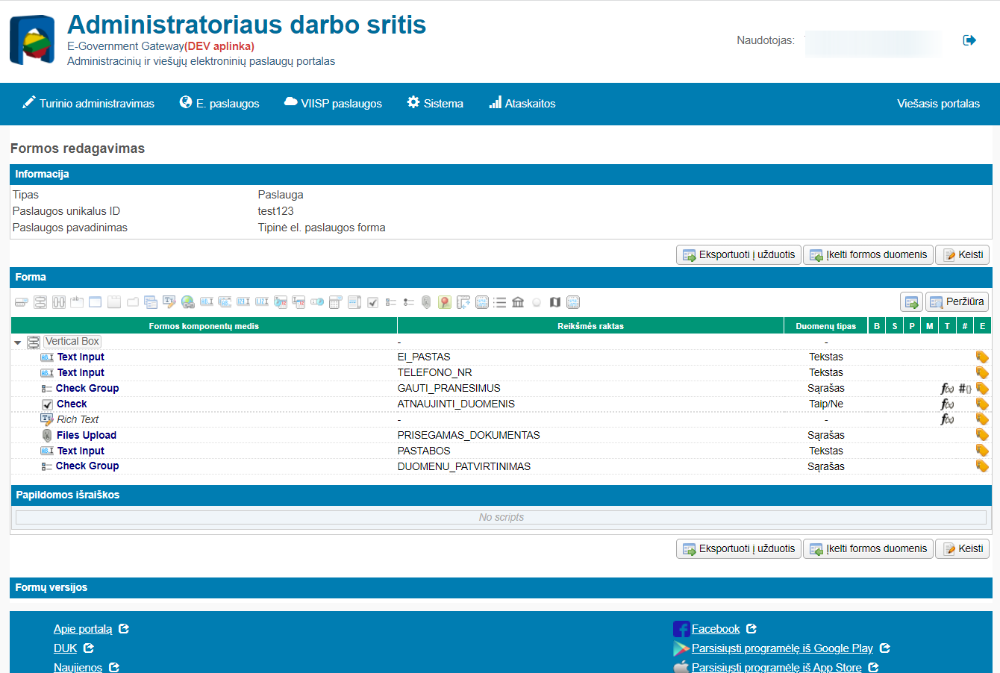 Administratoriaus darbo sritis
E-Government Gateway(DEV aplinka)
Administracinių ir viešųjų elektroninių paslaugų portalas
Naudotojas:
Turinio administravimas E. paslaugos VIISP paslaugos Sistema Ataskaitos Viešasis portalas
Formos redagavimas
Informacija
Tipas Paslauga
Paslaugos unikalus ID test123
Paslaugos pavadinimas Tipinė el. paslaugos forma
Eksportuoti į užduotis Įkelti formos duomenis Keisti
Forma
Peržiūra
Formos komponentų medis Reikšmės raktas Duomenų tipas B S P M T # E
Vertical Box - -
Text Input EI_PASTAS Tekstas
Text Input TELEFONO_NR Tekstas
Check Group GAUTI_PRANESIMUS Sąrašas f(x) #{}
Check ATNAUJINTI_DUOMENIS Taip/Ne f(x)
Rich Text - - f(x)
Files Upload PRISEGAMAS_DOKUMENTAS Sąrašas
Text Input PASTABOS Tekstas
Check Group DUOMENU_PATVIRTINIMAS Sąrašas
Papildomos išraiškos
No scripts
Eksportuoti į užduotis Įkelti formos duomenis Keisti
Formų versijos
Apie portalą Facebook
DUK Parsisiųsti programėlę iš Google Play
Naujienos Parsisiųsti programėlę iš App Store